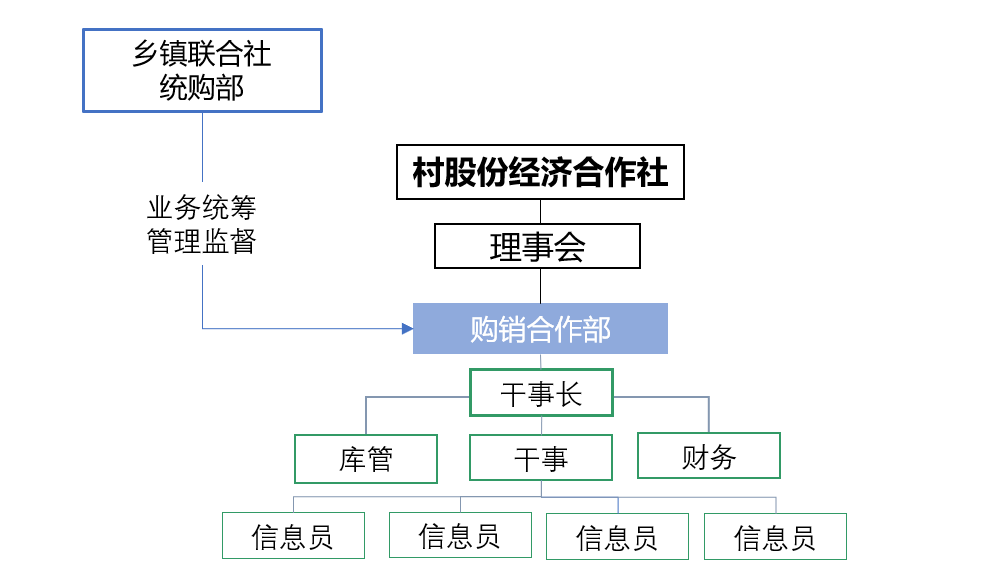 乡镇联合社
统购部
村股份经济合作社
业务统筹
管理监督
理事会
购销合作部
干事长
库管
干事
财务
信息员
信息员
信息员
信息员